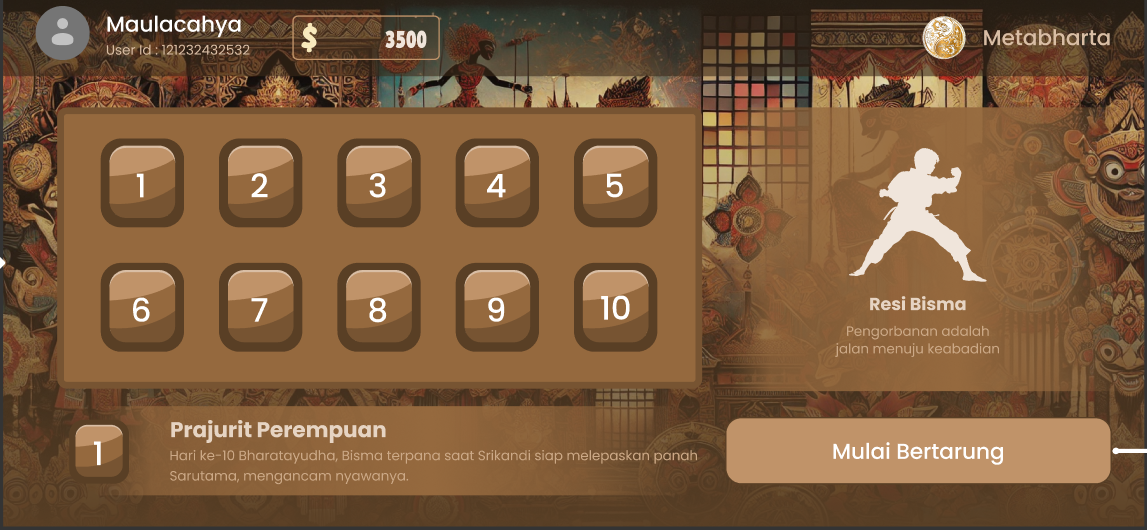 Maulacahya
User Id : 121232432532
$ 3500
Metabharta
1 2 3 4 5
6 7 8 9 10
Resi Bisma
Pengorbanan adalah
jalan menuju keabadian
1
Prajurit Perempuan
Hari ke-10 Bharatayudha, Bisma terpana saat Srikandi siap melepaskan panah
Sarutama, mengancam nyawanya.
Mulai Bertarung